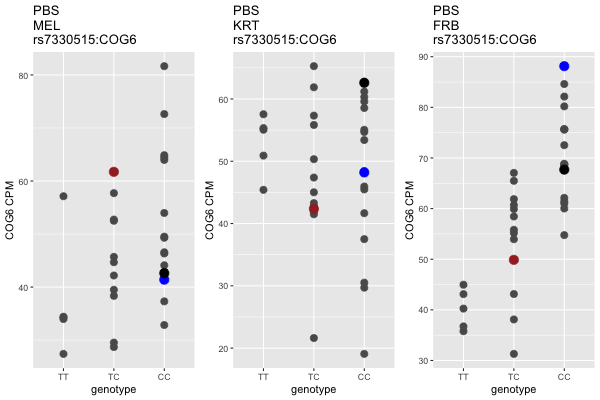 PBS
MEL
rs7330515:COG6
80
60
40
COG6 CPM
TT
TC
CC
genotype
PBS
KRT
rs7330515:COG6
60
50
40
30
20
COG6 CPM
TT
TC
CC
genotype
PBS
FRB
rs7330515:COG6
90
80
70
60
50
40
30
COG6 CPM
TT
TC
CC
genotype